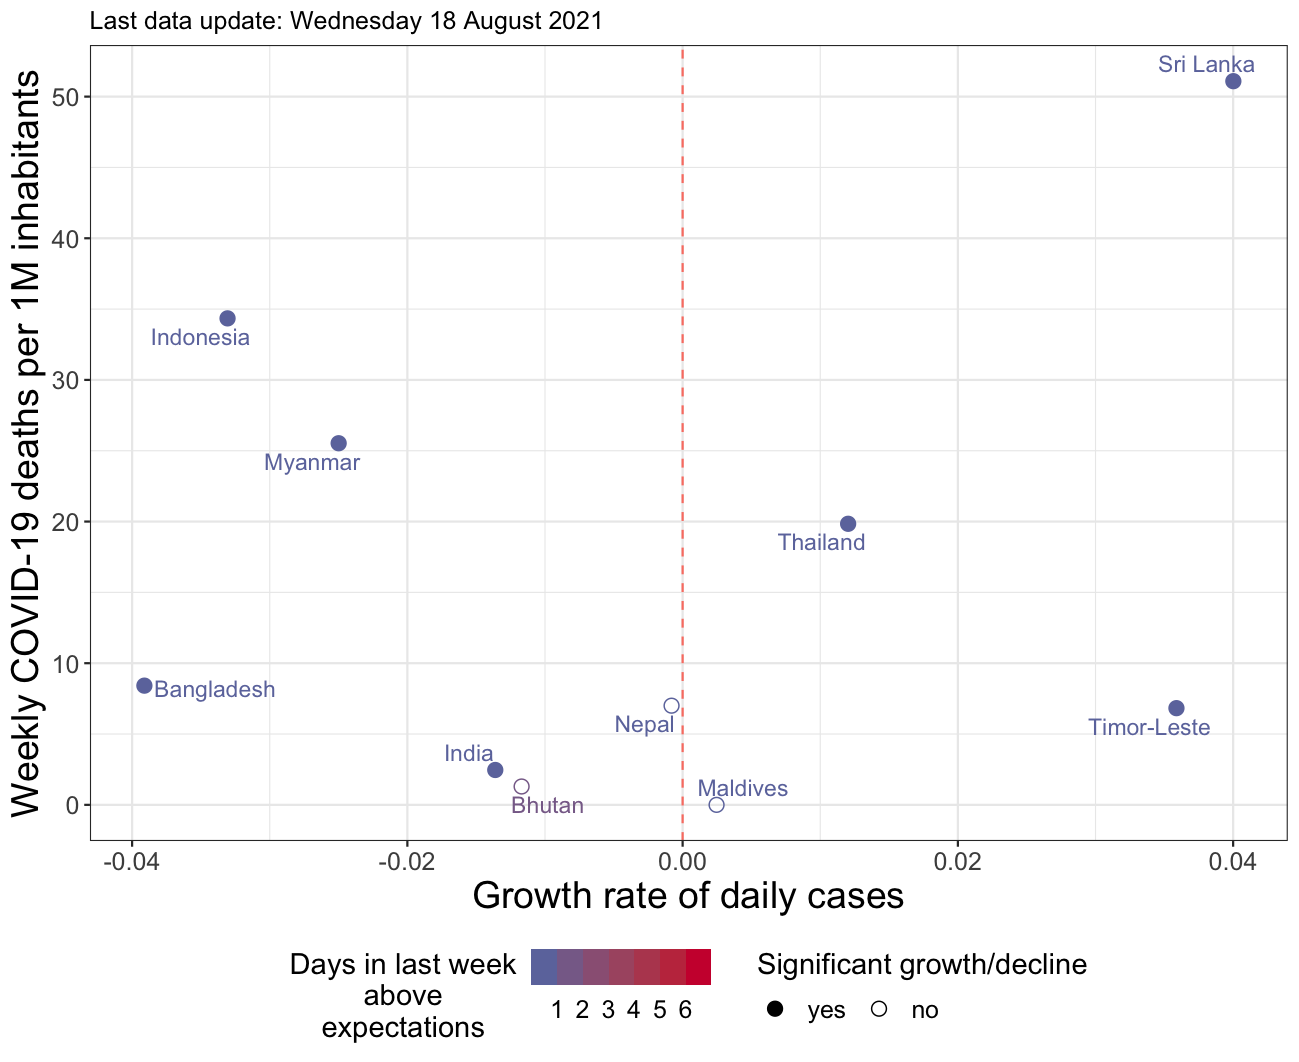 Last data update: Wednesday 18 August 2021
Weekly COVID-19 deaths per 1M inhabitants
50
40
30
20
10
0
Sri Lanka
Indonesia
Myanmar
Thailand
Bangladesh
Nepal
Timor-Leste
India
Maldives
Bhutan
-0.04
-0.02
0.00
0.02
0.04
Growth rate of daily cases
Days in last week
above
expectations
1 2 3 4 5 6
Significant growth/decline
yes no